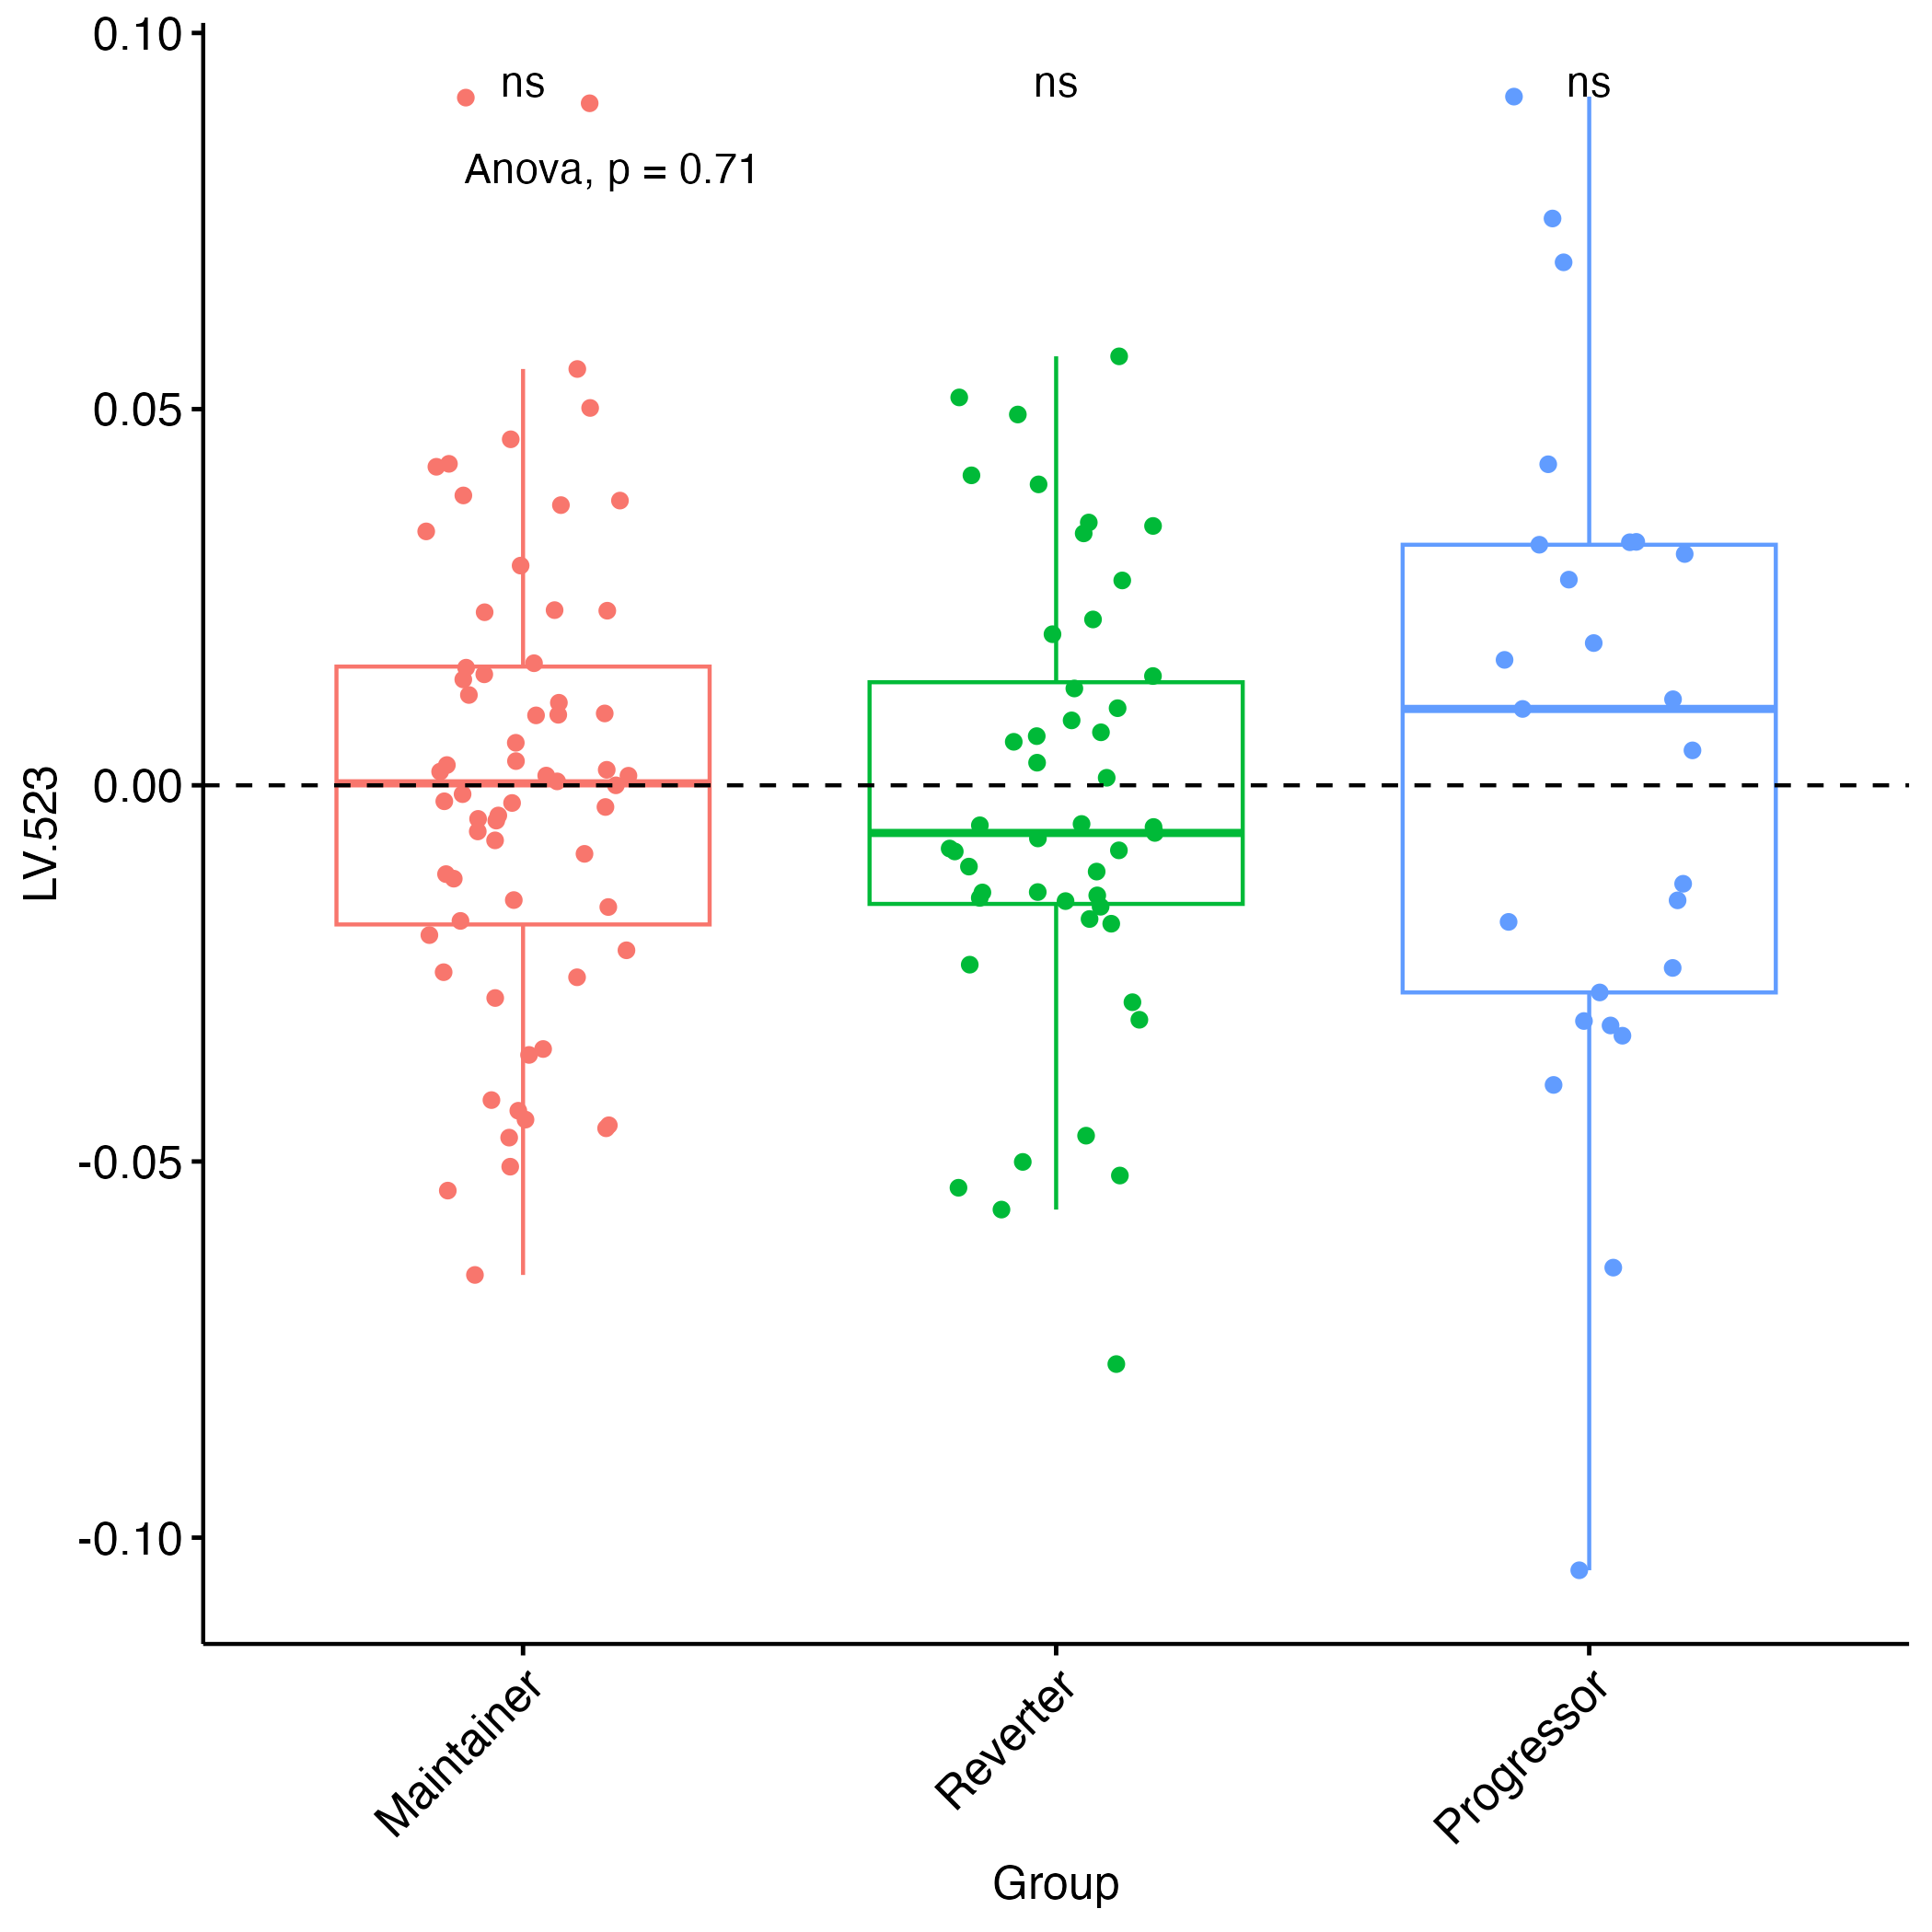 0.10
0.05
0.00
-0.05
-0.10
LV.523
ns
ns
ns
Anova, p = 0.71
Maintainer
Reverter
Progressor
Group